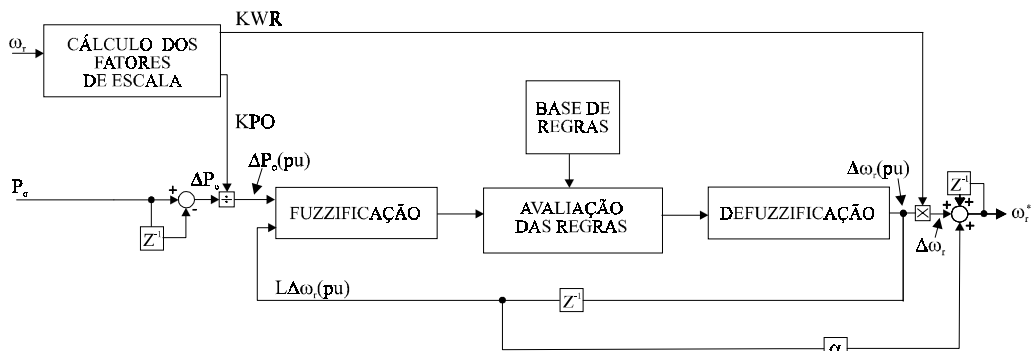 KWR
ωr
CÁLCULO DOS
FATORES
DE ESCALA
BASE DE
REGRAS
KPO
ΔPo(pu)
Δωr(pu)
Po
+
ΔPo
-
÷
Z-1
FUZZIFICAÇÃO
AVALIAÇÃO
DAS REGRAS
DEFUZZIFICAÇÃO
×
Δωr
Z-1
+
+
+
ωr*
LΔωr(pu)
Z-1
α